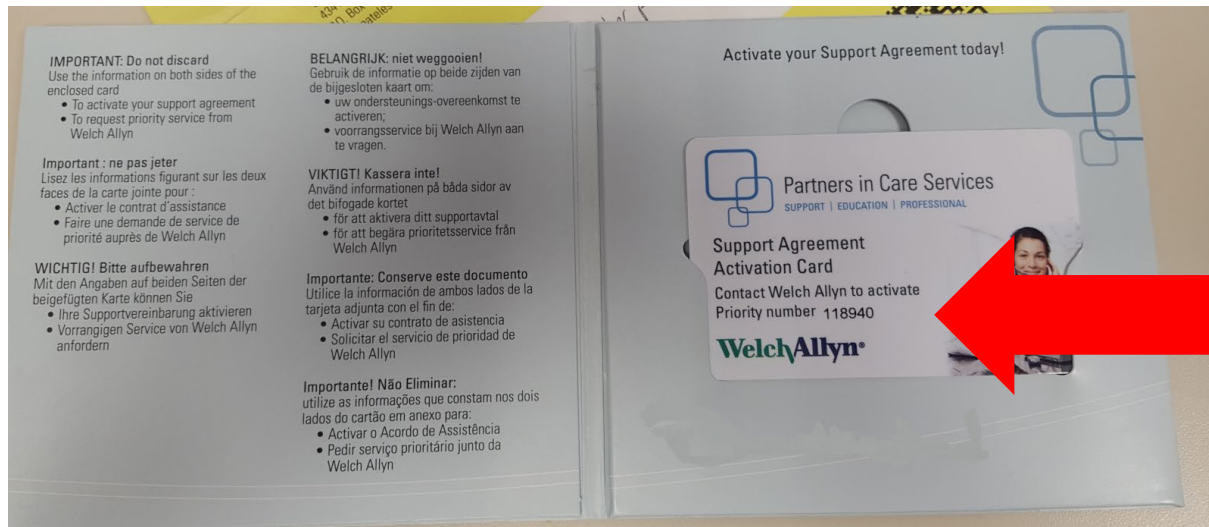 434
O. Box
ateles
IMPORTANT: Do not discard
Use the information on both sides of the
enclosed card
• To activate your support agreement
• To request priority service from
Welch Allyn
Important : ne pas jeter
Lisez les informations figurant sur les deux
faces de la carte jointe pour :
• Activer le contrat d'assistance
• Faire une demande de service de
priorité auprès de Welch Allyn
WICHTIG! Bitte aufbewahren
Mit den Angaben auf beiden Seiten der
beigefügten Karte können Sie
• Ihre Supportvereinbarung aktivieren
• Vorrangigen Service von Welch Allyn
anfordern
BELANGRIJK: niet weggooien!
Gebruik de informatie op beide zijden van
de bijgesloten kaart om:
• uw ondersteunings-overeenkomst te
activeren;
• voorrangsservice bij Welch Allyn aan
te vragen.
VIKTIGT! Kassera inte!
Använd informationen på båda sidor av
det bifogade kortet
• för att aktivera ditt supportavtal
• för att begära prioritetsservice från
Welch Allyn
Importante: Conserve este documento
Utilice la información de ambos lados de la
tarjeta adjunta con el fin de:
• Activar su contrato de asistencia
• Solicitar el servicio de prioridad de
Welch Allyn
Importante! Não Eliminar:
utilize as informações que constam nos dois
lados do cartão em anexo para:
• Activar o Acordo de Assistência
• Pedir serviço prioritário junto da
Welch Allyn
Activate your Support Agreement today!
Partners in Care Services
SUPPORT | EDUCATION | PROFESSIONAL
Support Agreement
Activation Card
Contact Welch Allyn to activate
Priority number 118940
WelchAllyn®